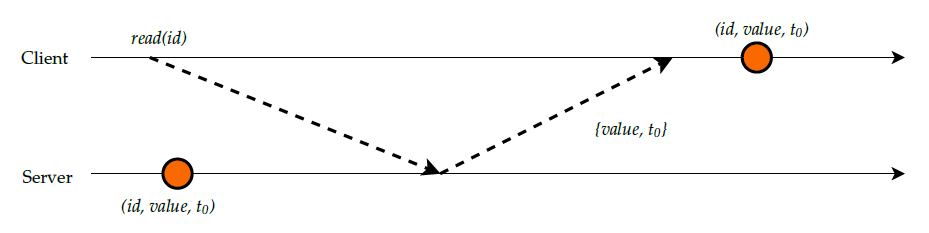 (id, value, t₀)
read(id)
Client
{value, t₀}
Server
(id, value, t₀)